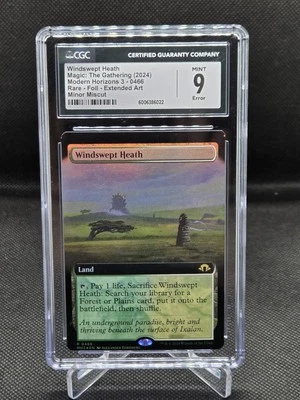 CGC
CERTIFIED GUARANTY COMPANY
Windswept Heath
Magic: The Gathering (2024)
Modern Horizons 3 - 0466
Rare - Foil - Extended Art
Minor Miscut
MINT
9
Error
Windswept Heath
Land
, Pay 1 life, Sacrifice Windswept
Heath: Search your library for a
Forest or Plains card, put it onto the
battlefield, then shuffle.
An underground paradise, bright and
thriving beneath the surface of Ixalan.